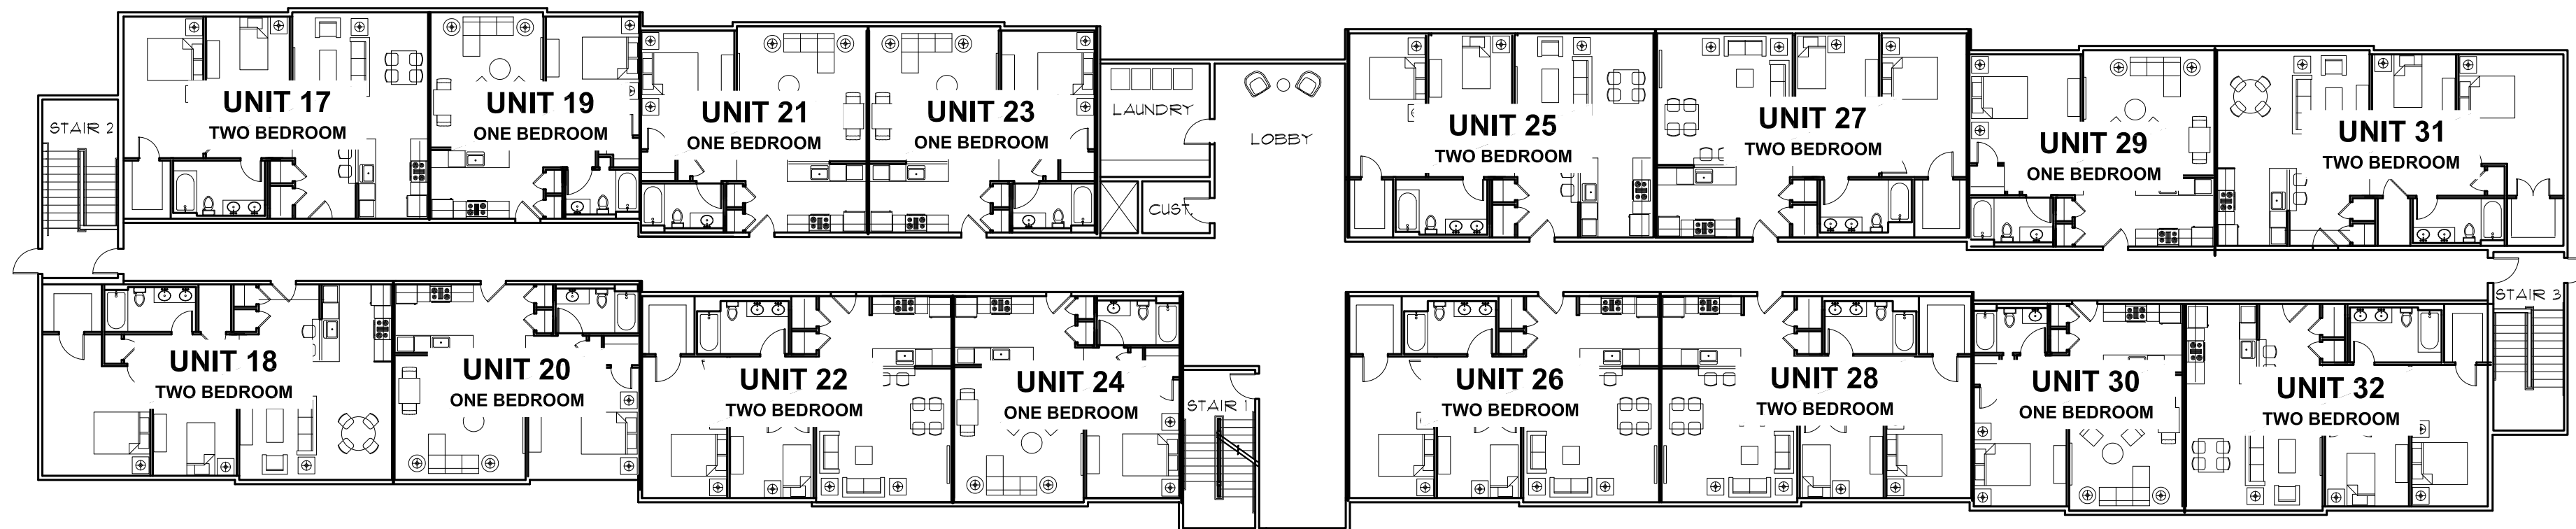 UNIT 17
TWO BEDROOM
UNIT 19
ONE BEDROOM
UNIT 21
ONE BEDROOM
UNIT 23
ONE BEDROOM
LAUNDRY
LOBBY
CUST.
UNIT 25
TWO BEDROOM
UNIT 27
TWO BEDROOM
UNIT 29
ONE BEDROOM
UNIT 31
TWO BEDROOM
STAIR 2
UNIT 18
TWO BEDROOM
UNIT 20
ONE BEDROOM
UNIT 22
TWO BEDROOM
UNIT 24
ONE BEDROOM
STAIR 1
UNIT 26
TWO BEDROOM
UNIT 28
TWO BEDROOM
UNIT 30
ONE BEDROOM
UNIT 32
TWO BEDROOM
STAIR 3